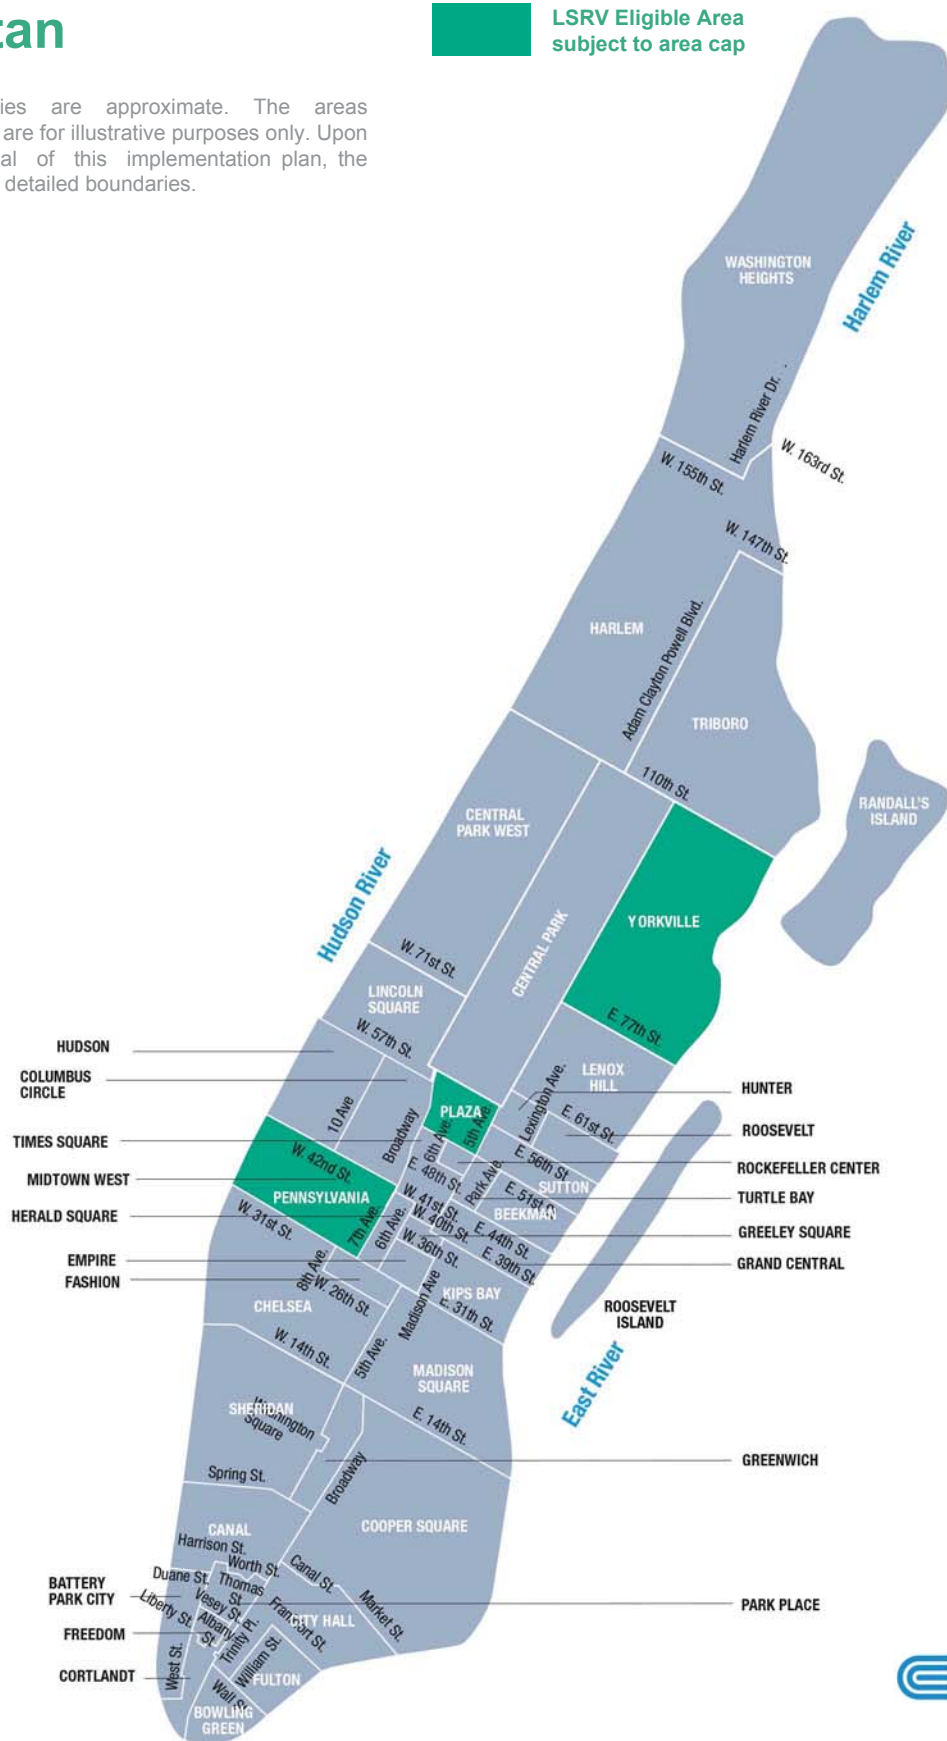 tan
LSRV Eligible Area
subject to area cap
ies are approximate. The areas
are for illustrative purposes only. Upon
al of this implementation plan, the
detailed boundaries.
WASHINGTON
HEIGHTS
Harlem River
Harlem River Dr.
W. 163rd St.
W. 155th St.
W. 147th St.
HARLEM
Adam Clayton Powell Blvd.
TRIBORO
110th St.
RANDALL'S
ISLAND
CENTRAL
PARK WEST
Hudson River
YORKVILLE
CENTRAL PARK
W. 71st St.
LINCOLN
SQUARE
W. 57th St.
E. 77th St.
HUDSON
COLUMBUS
CIRCLE
LENOX
HILL
HUNTER
10 Ave
Broadway
PLAZA
6th Ave.
5th Ave
Lexington Ave.
E. 61st St.
ROOSEVELT
TIMES SQUARE
W. 42nd St.
E. 48th St.
E. 56th St.
ROCKEFELLER CENTER
MIDTOWN WEST
PENNSYLVANIA
Park Ave.
SUTTON
E. 51st
TURTLE BAY
HERALD SQUARE
W. 31st St.
7th Ave.
6th Ave.
W. 41st St.
W. 40th St.
BEEKMAN
E. 44th St.
GREELEY SQUARE
EMPIRE
W. 36th St.
E. 39th St.
GRAND CENTRAL
FASHION
8th Ave.
W. 26th St.
KIPS BAY
Madison Ave
E. 31th St.
ROOSEVELT
ISLAND
CHELSEA
W. 14th St.
5th Ave.
MADISON
SQUARE
East River
SHERIDAN
Washington
Square
E. 14th St.
GREENWICH
Spring St.
Broadway
COOPER SQUARE
CANAL
Harrison St.
Worth St.
Canal St.
Duane St.
Thomas
St.
BATTERY
PARK CITY
Vesey St.
Liberty St.
Market St.
PARK PLACE
Frankfort St.
CITY HALL
FREEDOM
Albany
St.
Trinity Pl.
CORTLANDT
West St.
William St.
FULTON
Wall St.
BOWLING
GREEN